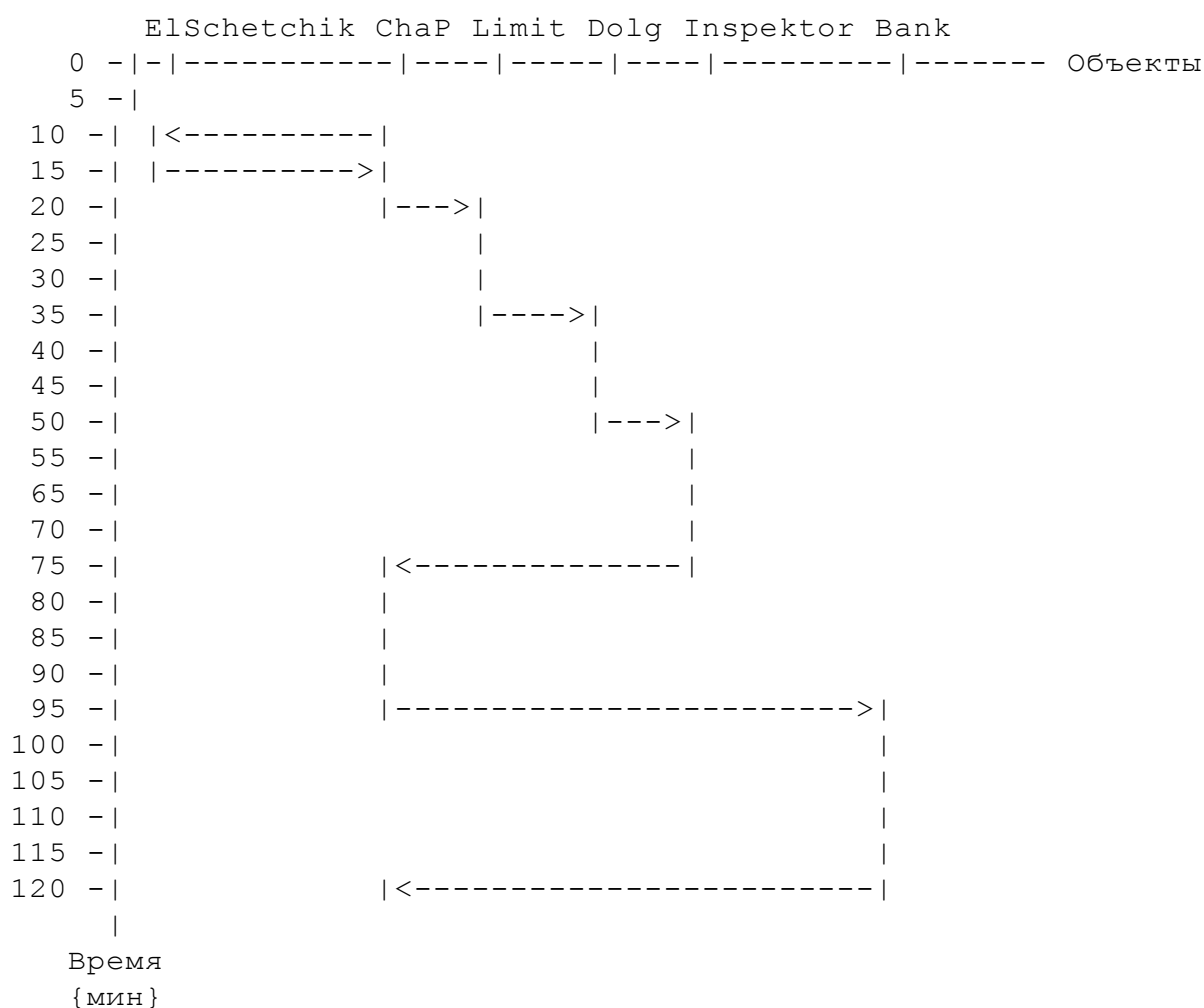 ElSchetchik ChaP Limit Dolg Inspektor Bank
   0 -|-|-----------|----|-----|----|---------|------- Объекты
   5 -|
 10 -| |<----------|
 15 -| |---------->|
 20 -|             |--->|
 25 -|                  |
 30 -|                  |
 35 -|                  |---->|
 40 -|                        |
 45 -|                        |
 50 -|                        |--->|
 55 -|                             |
 65 -|                             |
 70 -|                             |
 75 -|             |<--------------|
 80 -|             |
 85 -|             |
 90 -|             |
 95 -|             |------------------------>|
100 -|                                       |
105 -|                                       |
110 -|                                       |
115 -|                                       |
120 -|             |<------------------------|
     |
   Время
   {мин}